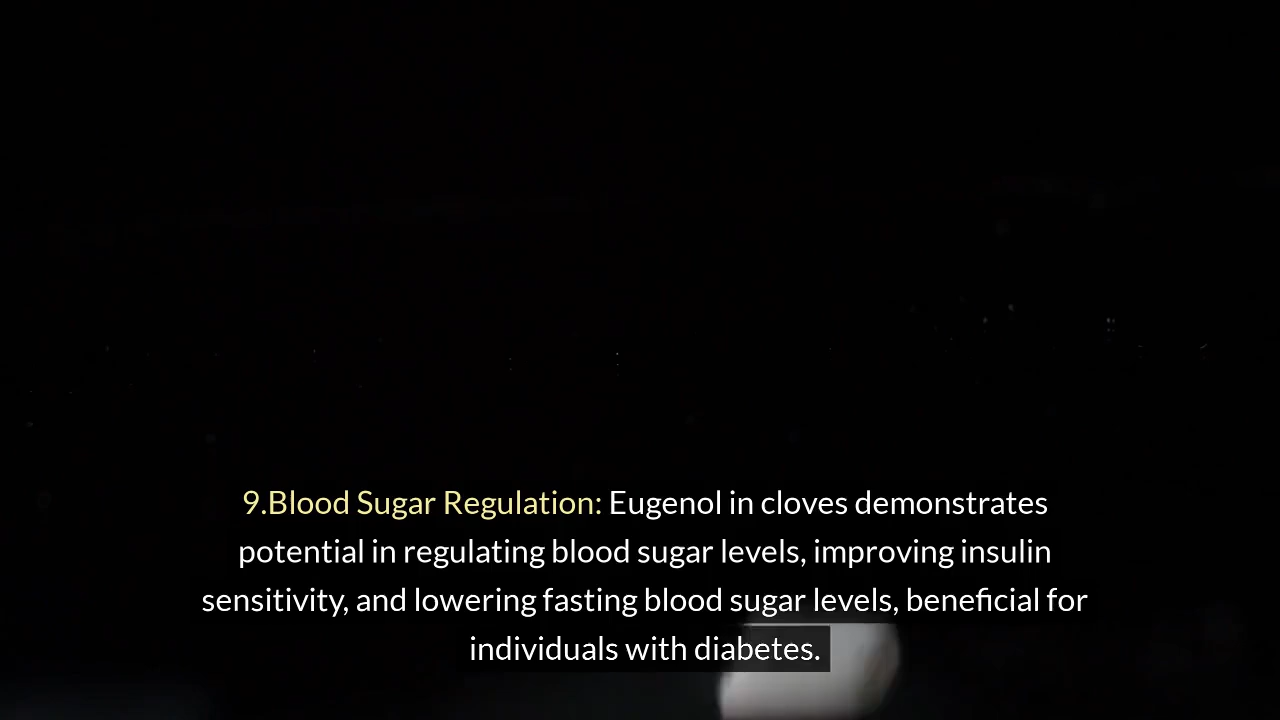 9.Blood Sugar Regulation: Eugenol in cloves demonstrates
potential in regulating blood sugar levels, improving insulin
sensitivity, and lowering fasting blood sugar levels, beneficial for
individuals with diabetes.